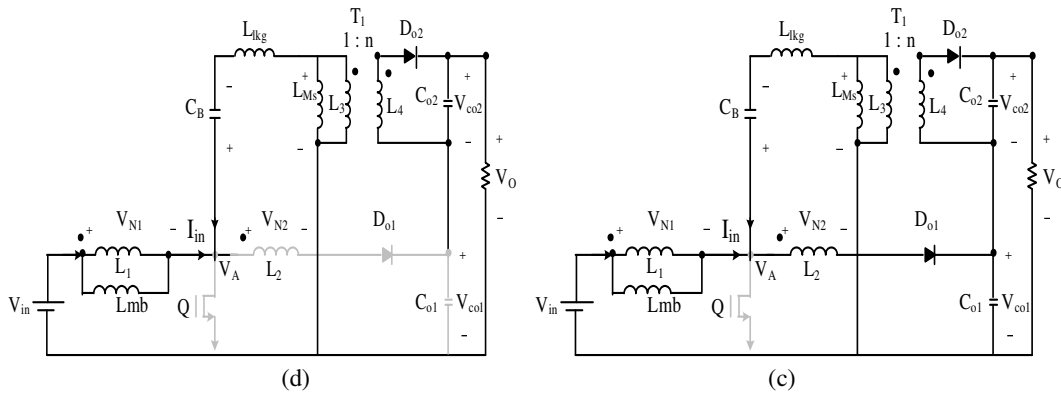 T1
Llkg
1 : n
Do2
+
−
+
LMs
L3
L4
Co2
Vco2
CB
+
−
−
+
VO
−
VN1
Iin
VN2
Do1
+
−
+
−
L1
VA
L2
+
Vin
Lmb
Q
Co1
Vco1
−
(d)
T1
Llkg
1 : n
Do2
+
−
+
LMs
L3
L4
Co2
Vco2
CB
+
−
−
+
VO
−
VN1
Iin
VN2
Do1
+
−
+
−
L1
VA
L2
+
Vin
Lmb
Q
Co1
Vco1
−
(c)